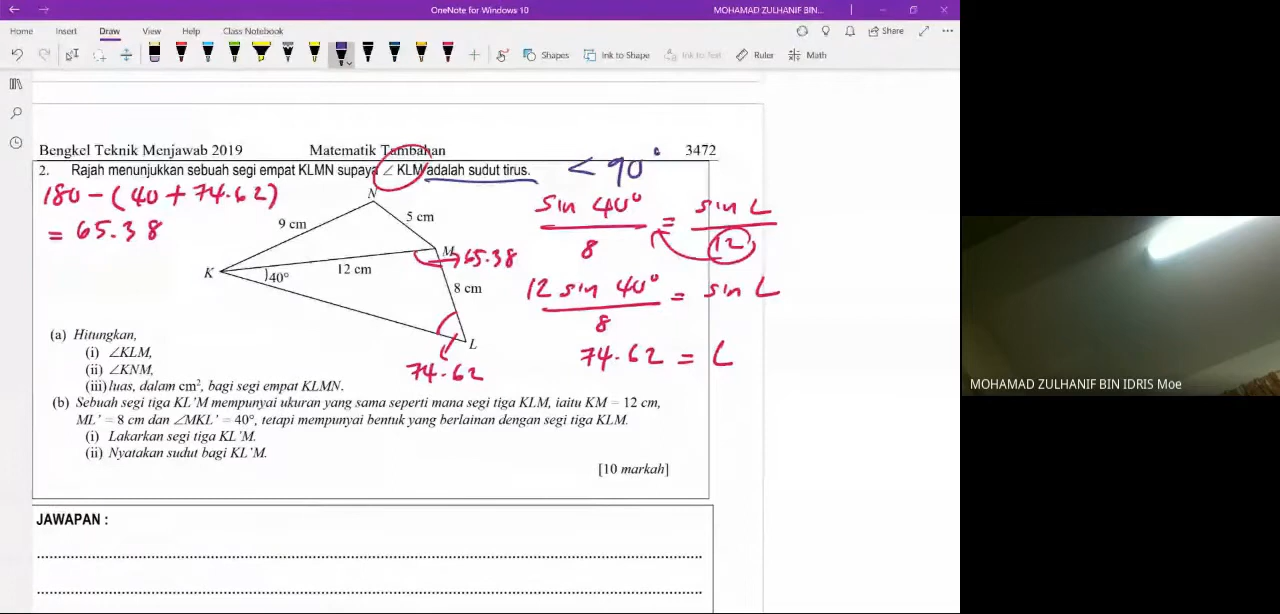 OneNote for Windows 10
MOHAMAD ZULHANIF BIN...
Home Insert Draw View Help Class Notebook
Share
Shapes Ink to Shape Ink to Text Ruler Math
Bengkel Teknik Menjawab 2019 Matematik Tambahan 3472
2. Rajah menunjukkan sebuah segi empat KLMN supaya ∠ KLM adalah sudut tirus. < 90°
180 - (40 + 74.62)
= 65.38
N
9 cm
5 cm
K
40°
12 cm
M
65.38
8 cm
L
74.62
sin 40° / 8 = sin L / 12
12 sin 40° / 8 = sin L
74.62 = L
(a) Hitungkan,
(i) ∠KLM,
(ii) ∠KNM,
(iii) luas, dalam cm², bagi segi empat KLMN.
(b) Sebuah segi tiga KL'M mempunyai ukuran yang sama seperti mana segi tiga KLM, iaitu KM = 12 cm,
ML' = 8 cm dan ∠MKL' = 40°, tetapi mempunyai bentuk yang berlainan dengan segi tiga KLM.
(i) Lakarkan segi tiga KL'M.
(ii) Nyatakan sudut bagi KL'M.
[10 markah]
JAWAPAN :
MOHAMAD ZULHANIF BIN IDRIS Moe